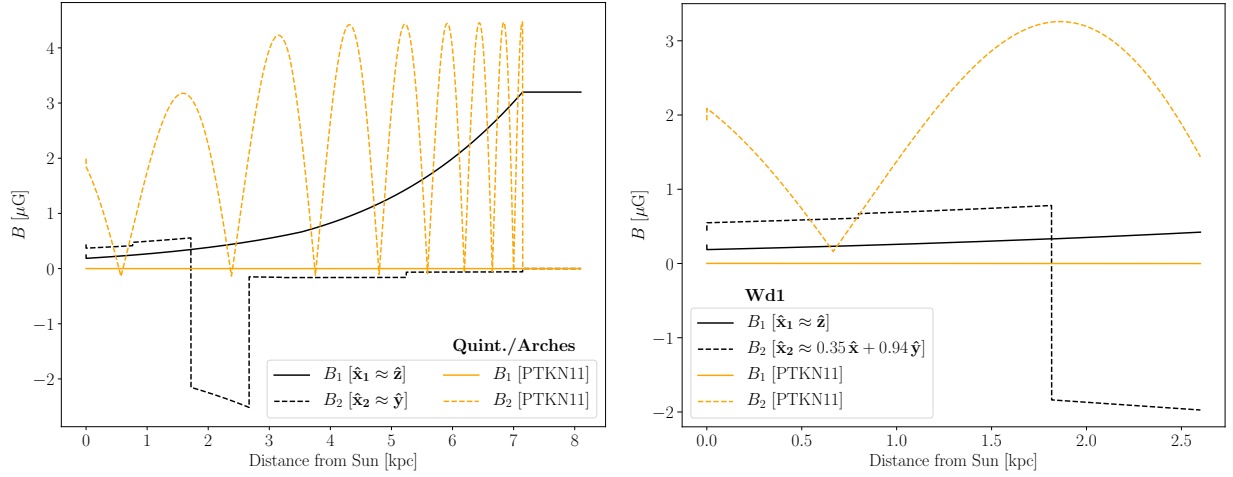 4
3
2
1
0
−1
−2
B [μG]
0 1 2 3 4 5 6 7 8
Distance from Sun [kpc]
Quint./Arches
B₁ [x̂₁ ≈ ẑ]
B₂ [x̂₂ ≈ ŷ]
B₁ [PTKN11]
B₂ [PTKN11]
3
2
1
0
−1
−2
B [μG]
0.0 0.5 1.0 1.5 2.0 2.5
Distance from Sun [kpc]
Wd1
B₁ [x̂₁ ≈ ẑ]
B₂ [x̂₂ ≈ 0.35 x̂ + 0.94 ŷ]
B₁ [PTKN11]
B₂ [PTKN11]